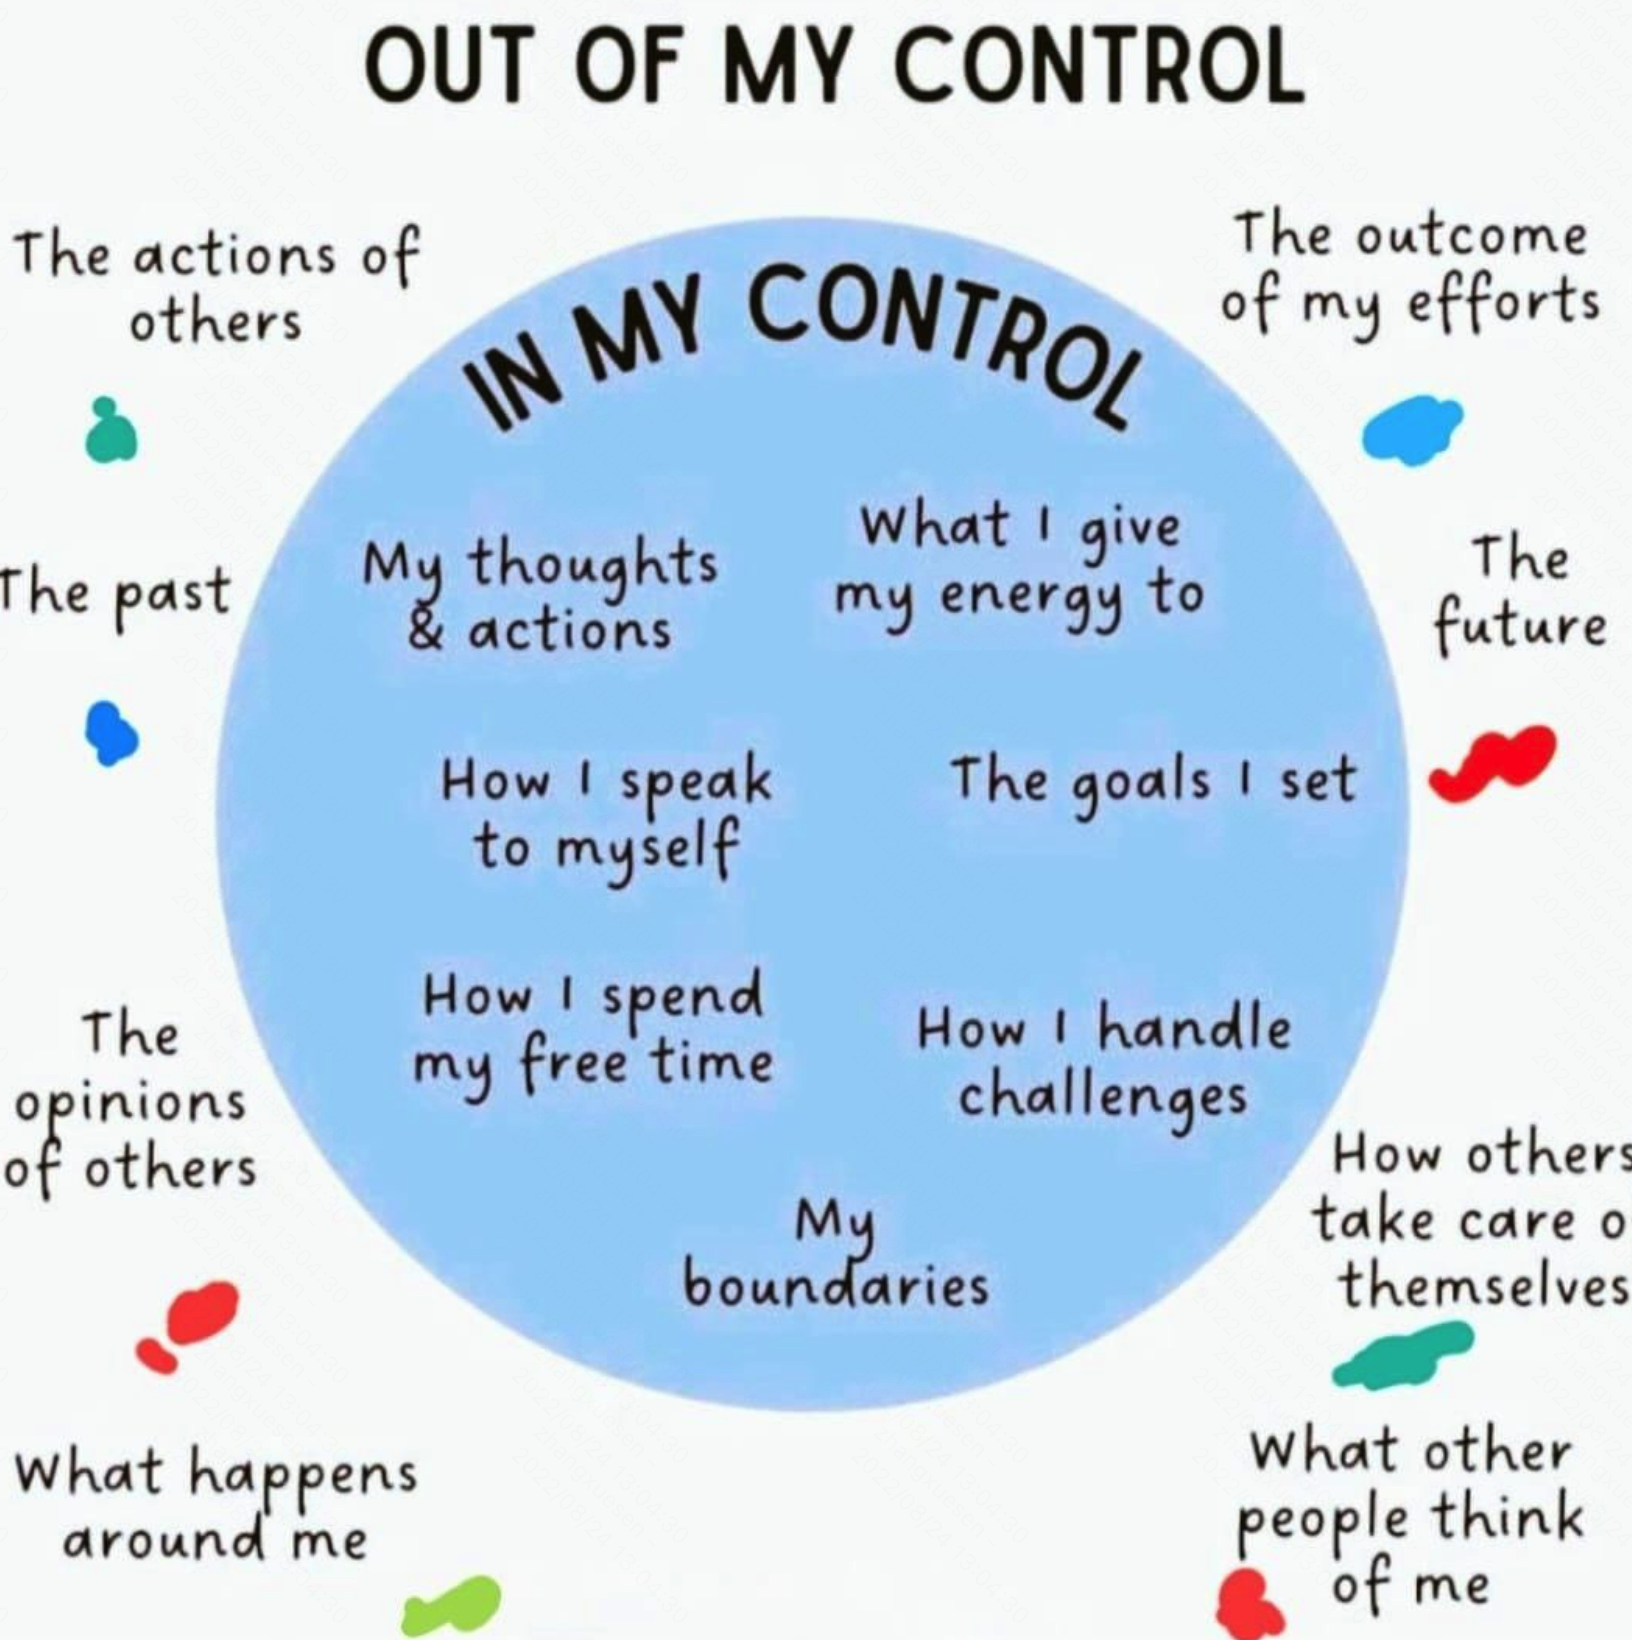 OUT OF MY CONTROL
The actions of
others
The outcome
of my efforts
IN MY CONTROL
My thoughts
& actions
What I give
my energy to
The past
The
future
How I speak
to myself
The goals I set
How I spend
my free time
How I handle
challenges
The
opinions
of others
How others
take care o
themselves
My
boundaries
What happens
around me
What other
people think
of me